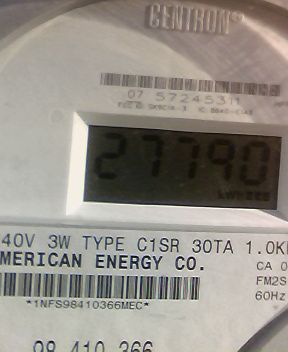 CENTRON®
07 57245311
27790
40V 3W TYPE C1SR 30TA 1.0K
MERICAN ENERGY CO.
CA 0
FM2S
*1NFS98410366MEC*
60Hz
98 410 366